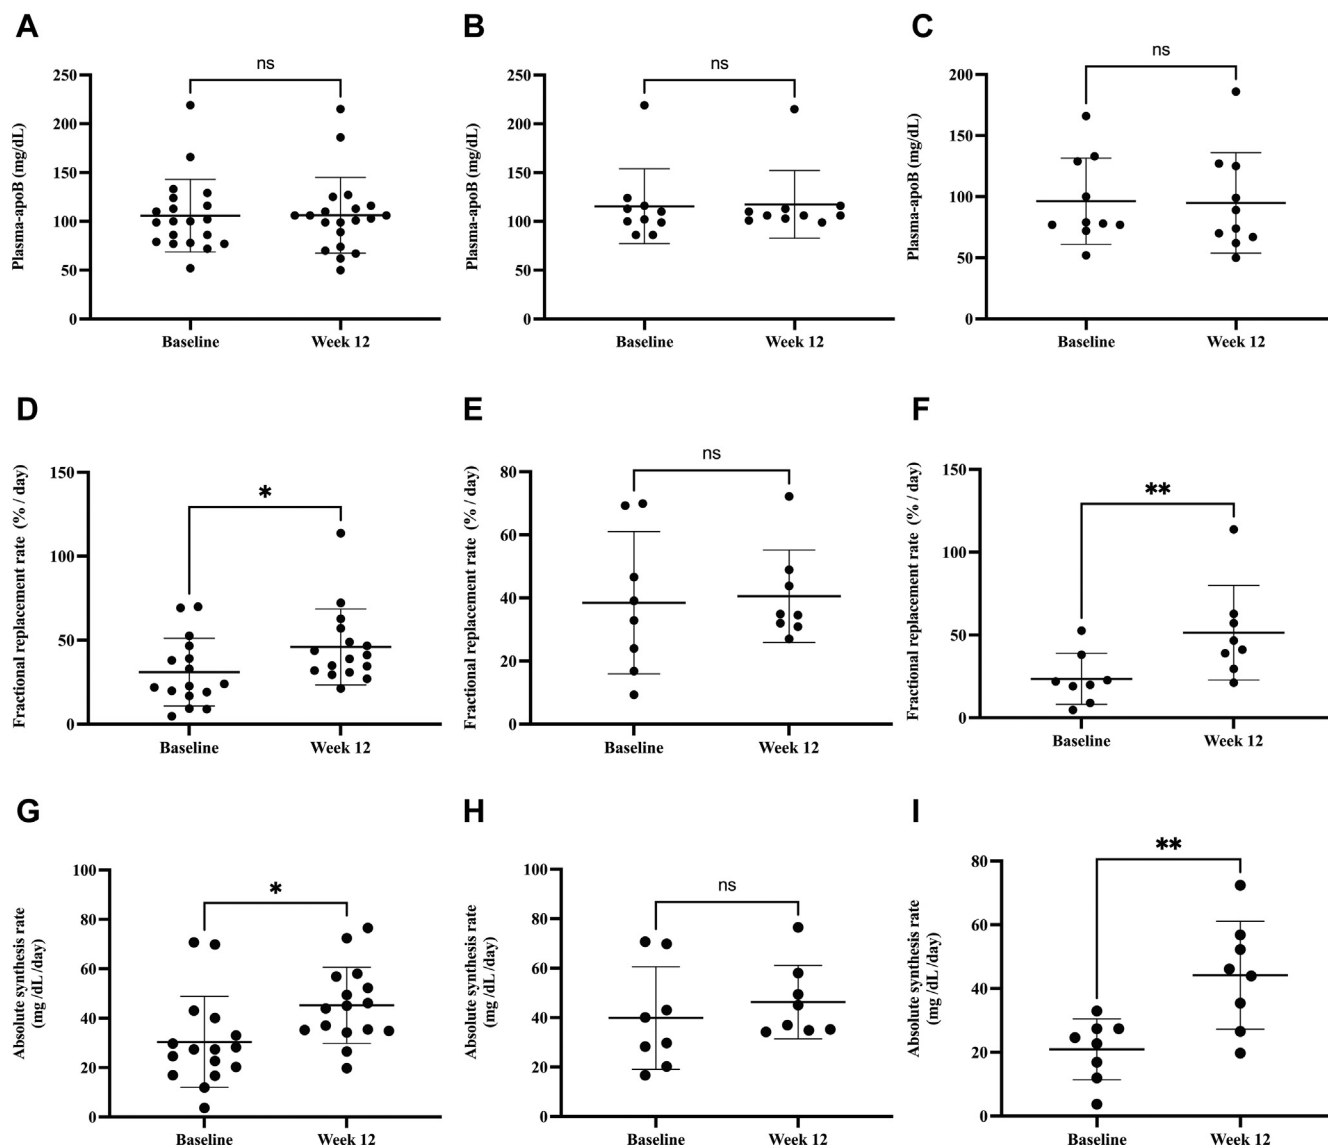 A
B
C
ns
ns
ns
Plasma-apoB (mg/dL)
250
200
150
100
50
0
Baseline
Week 12
Plasma-apoB (mg/dL)
250
200
150
100
50
0
Baseline
Week 12
Plasma-apoB (mg/dL)
200
150
100
50
0
Baseline
Week 12
D
E
F
*
ns
**
Fractional replacement rate (% / day)
150
100
50
0
Baseline
Week 12
Fractional replacement rate (% / day)
80
60
40
20
0
Baseline
Week 12
Fractional replacement rate (% / day)
150
100
50
0
Baseline
Week 12
G
H
I
*
ns
**
Absolute synthesis rate
(mg /dL /day)
100
80
60
40
20
0
Baseline
Week 12
Absolute synthesis rate
(mg /dL /day)
100
80
60
40
20
0
Baseline
Week 12
Absolute synthesis rate
(mg /dL /day)
80
60
40
20
0
Baseline
Week 12